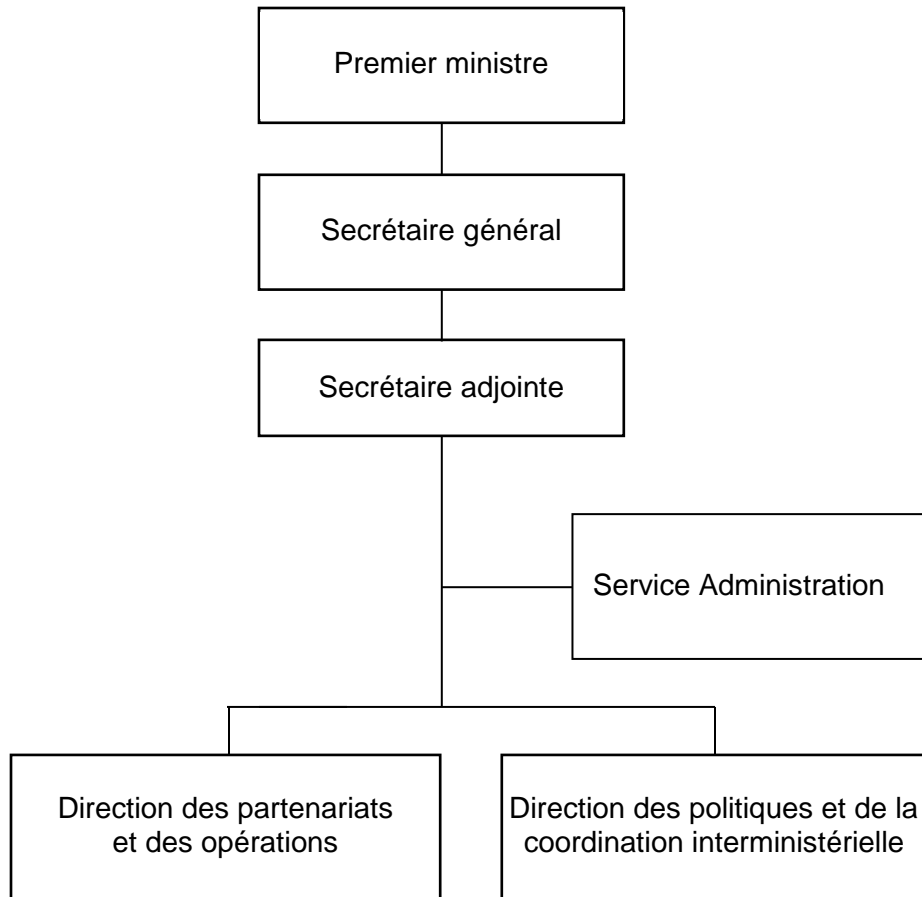 Premier ministre
Secrétaire général
Secrétaire adjointe
Service Administration
Direction des partenariats
et des opérations
Direction des politiques et de la
coordination interministérielle